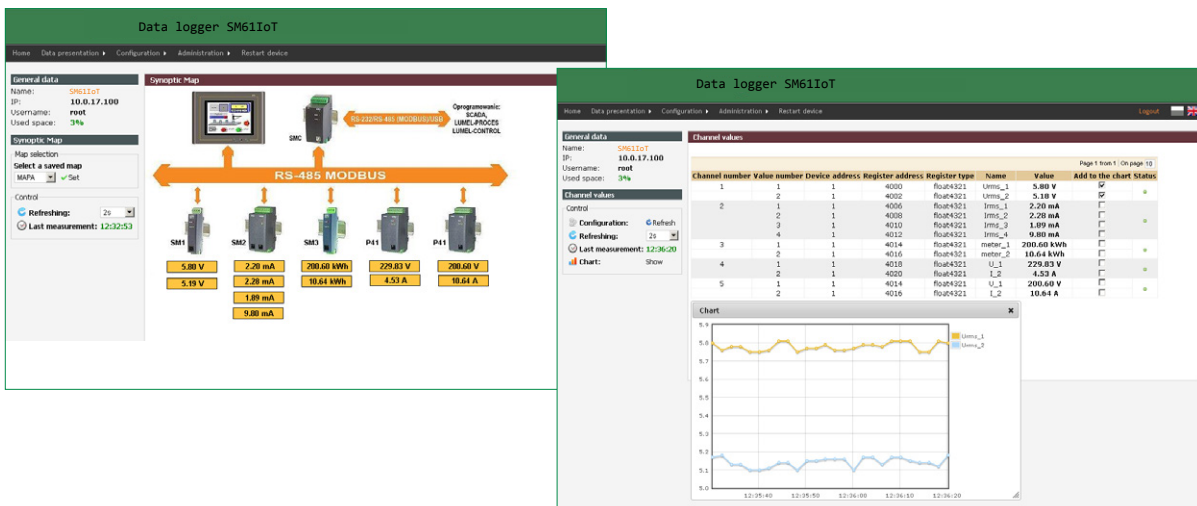 Data logger SM61IoT
Home Data presentation Configuration Administration Restart device
General data
Name: SM61IoT
IP: 10.0.17.100
Username: root
Used space: 3%
Synoptic Map
Map selection
Select a saved map
MAPA Set
Control
Refreshing: 2s
Last measurement: 12:32:53
Synoptic Map
SMC
RS-232/RS-485 (MODBUS)/USB
Oprogramowanie:
SCADA,
LUMEL-PROCES
LUMEL-CONTROL
RS-485 MODBUS
SM1 SM2 SM3 P41 P41
5.80 V 2.20 mA 200.60 kWh 229.83 V 200.60 V
5.19 V 2.28 mA 10.64 kWh 4.53 A 10.64 A
1.89 mA
9.80 mA
Data logger SM61IoT
Home Data presentation Configuration Administration Restart device Logout
General data
Name: SM61IoT
IP: 10.0.17.100
Username: root
Used space: 3%
Channel values
Control
Configuration: Refresh
Refreshing: 2s
Last measurement: 12:36:20
Chart: Show
Channel values
Page 1 from 1 On page 10
Channel number Value number Device address Register address Register type Name Value Add to the chart Status
1 1 1 4000 float4321 Urms_1 5.80 V
2 1 4002 float4321 Urms_2 5.18 V
2 1 1 4006 float4321 Irms_1 2.20 mA
2 1 4008 float4321 Irms_2 2.28 mA
3 1 4010 float4321 Irms_3 1.89 mA
4 1 4012 float4321 Irms_4 9.80 mA
3 1 1 4014 float4321 meter_1 200.60 kWh
2 1 4016 float4321 meter_2 10.64 kWh
4 1 1 4018 float4321 U_1 229.83 V
2 1 4020 float4321 I_2 4.53 A
5 1 1 4014 float4321 U_1 200.60 V
2 1 4016 float4321 I_2 10.64 A
Chart
5.9
5.8
5.7
5.6
5.5
5.4
5.3
5.2
5.1
5.0
12:35:40 12:35:50 12:36:00 12:36:10 12:36:20
Urms_1
Urms_2